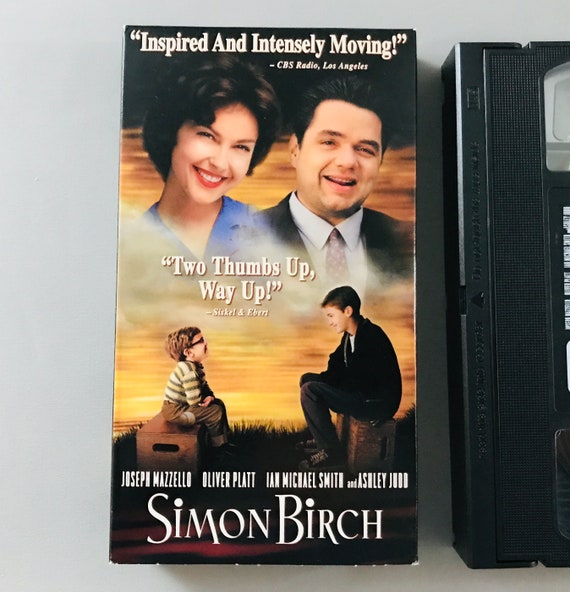 "Inspired And Intensely Moving!"
– CBS Radio, Los Angeles
"Two Thumbs Up,
Way Up!"
– Siskel & Ebert
JOSEPH MAZZELLO OLIVER PLATT IAN MICHAEL SMITH and ASHLEY JUDD
SIMON BIRCH